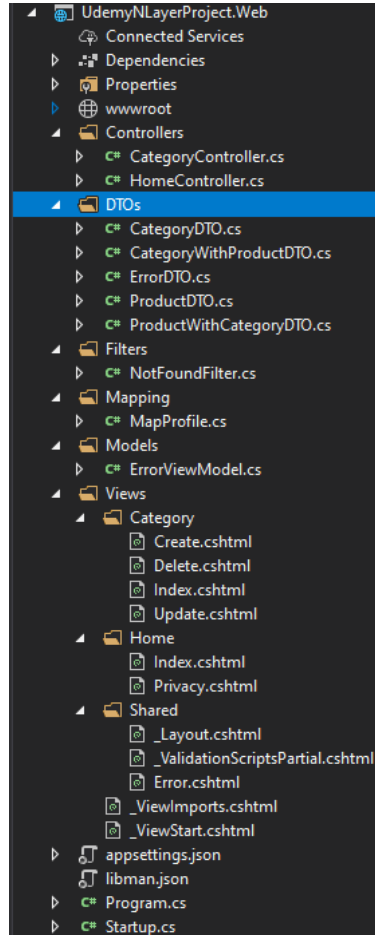 UdemyNLayerProject.Web
Connected Services
Dependencies
Properties
wwwroot
Controllers
C# CategoryController.cs
C# HomeController.cs
DTOs
C# CategoryDTO.cs
C# CategoryWithProductDTO.cs
C# ErrorDTO.cs
C# ProductDTO.cs
C# ProductWithCategoryDTO.cs
Filters
C# NotFoundFilter.cs
Mapping
C# MapProfile.cs
Models
C# ErrorViewModel.cs
Views
Category
Create.cshtml
Delete.cshtml
Index.cshtml
Update.cshtml
Home
Index.cshtml
Privacy.cshtml
Shared
_Layout.cshtml
_ValidationScriptsPartial.cshtml
Error.cshtml
_ViewImports.cshtml
_ViewStart.cshtml
appsettings.json
libman.json
C# Program.cs
C# Startup.cs